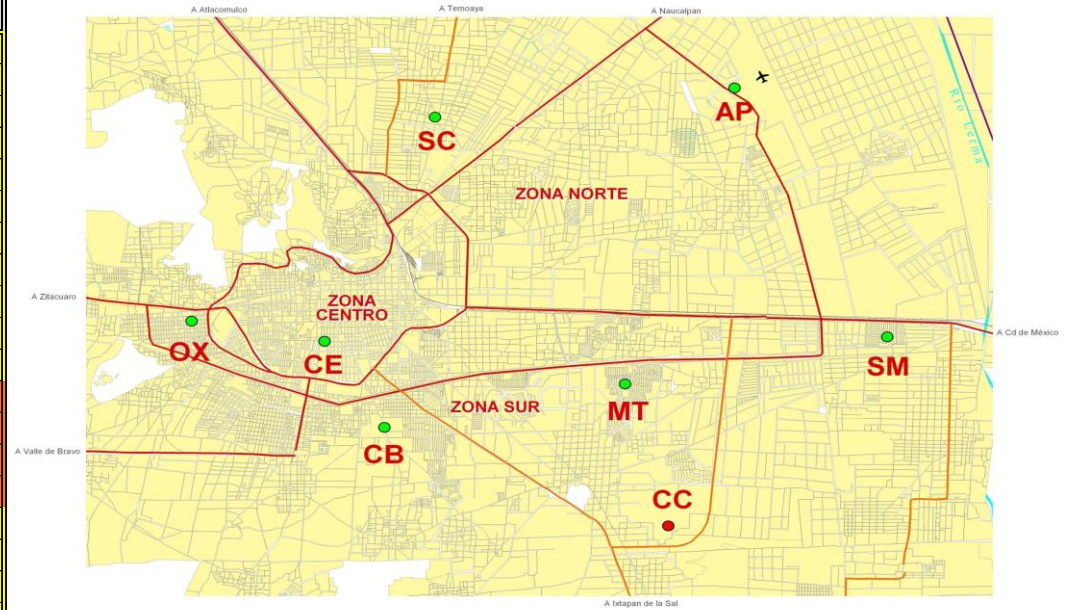 A Atlacomulco
A Temoaya
A Naucalpan
AP
Río Lerma
SC
ZONA NORTE
A Zitacuaro
ZONA
CENTRO
A Cd de México
OX
CE
SM
ZONA SUR
MT
CB
A Valle de Bravo
CC
A Ixtapan de la Sal